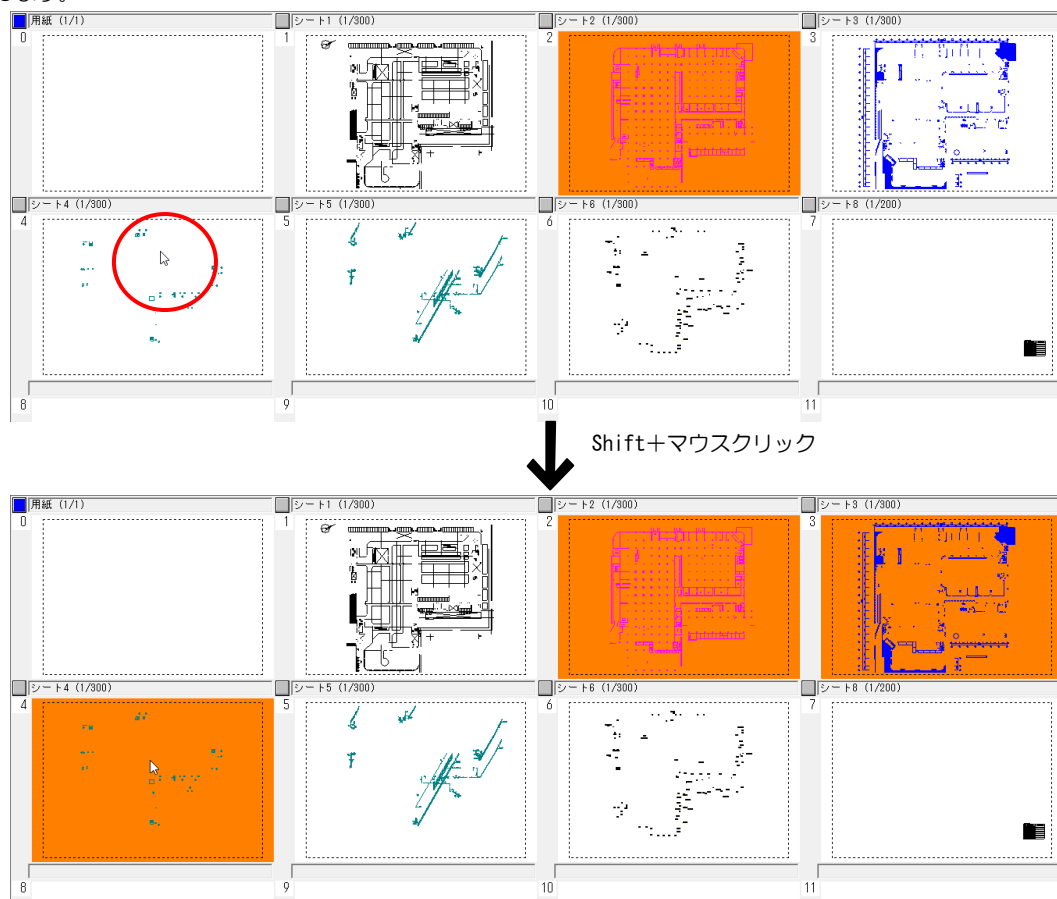 します。
用紙 (1/1) シート1 (1/300) シート2 (1/300) シート3 (1/300)
0 1 2 3
シート4 (1/300) シート5 (1/300) シート6 (1/300) シート8 (1/200)
4 5 6 7
8 9 10 11
Shift＋マウスクリック
用紙 (1/1) シート1 (1/300) シート2 (1/300) シート3 (1/300)
0 1 2 3
シート4 (1/300) シート5 (1/300) シート6 (1/300) シート8 (1/200)
4 5 6 7
8 9 10 11